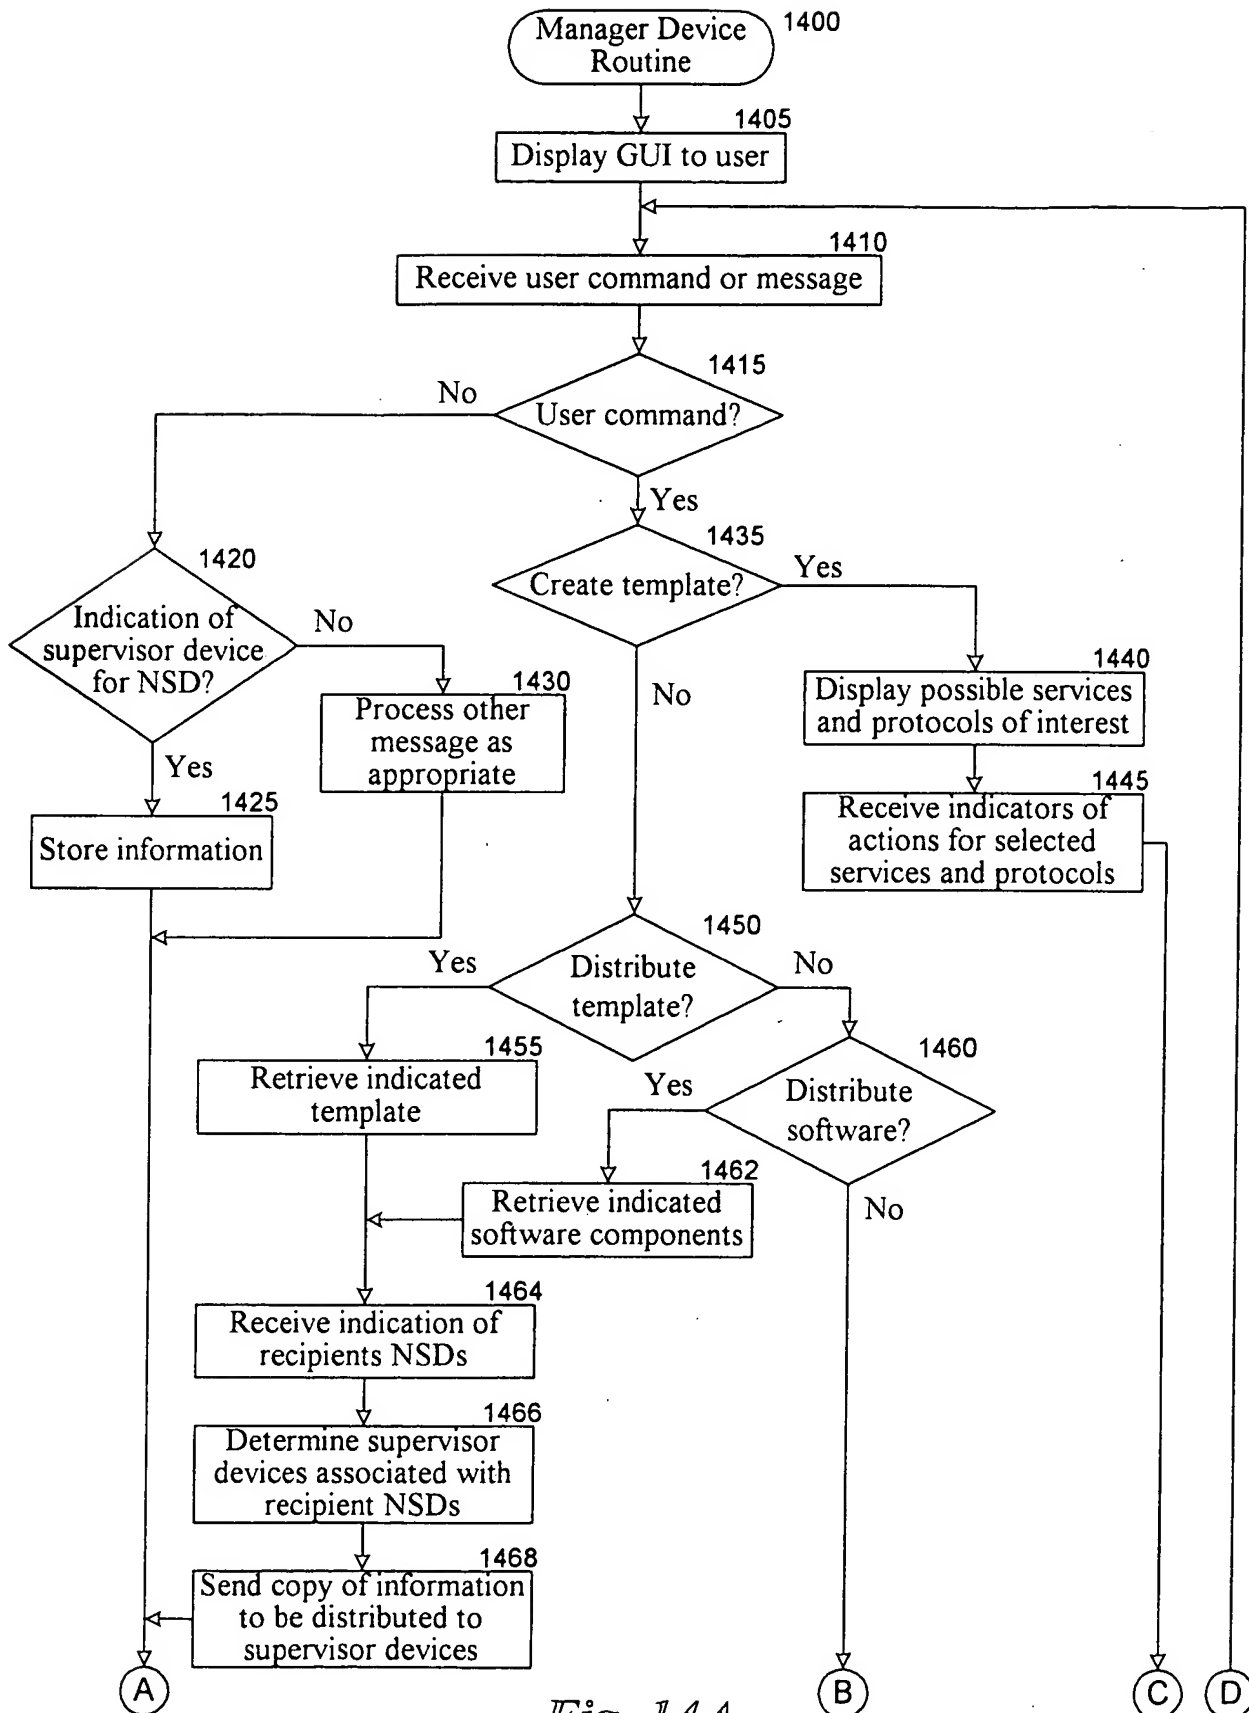 Manager Device
Routine
1400
1405
Display GUI to user
1410
Receive user command or message
1415
User command?
No
Yes
1420
Indication of
supervisor device
for NSD?
No
Yes
1435
Create template?
Yes
No
1430
Process other
message as
appropriate
1440
Display possible services
and protocols of interest
1425
Store information
1445
Receive indicators of
actions for selected
services and protocols
1450
Distribute
template?
Yes
No
1455
Retrieve indicated
template
1460
Distribute
software?
Yes
No
1462
Retrieve indicated
software components
1464
Receive indication of
recipients NSDs
1466
Determine supervisor
devices associated with
recipient NSDs
1468
Send copy of information
to be distributed to
supervisor devices
A
B
C
D
Fig. 14A